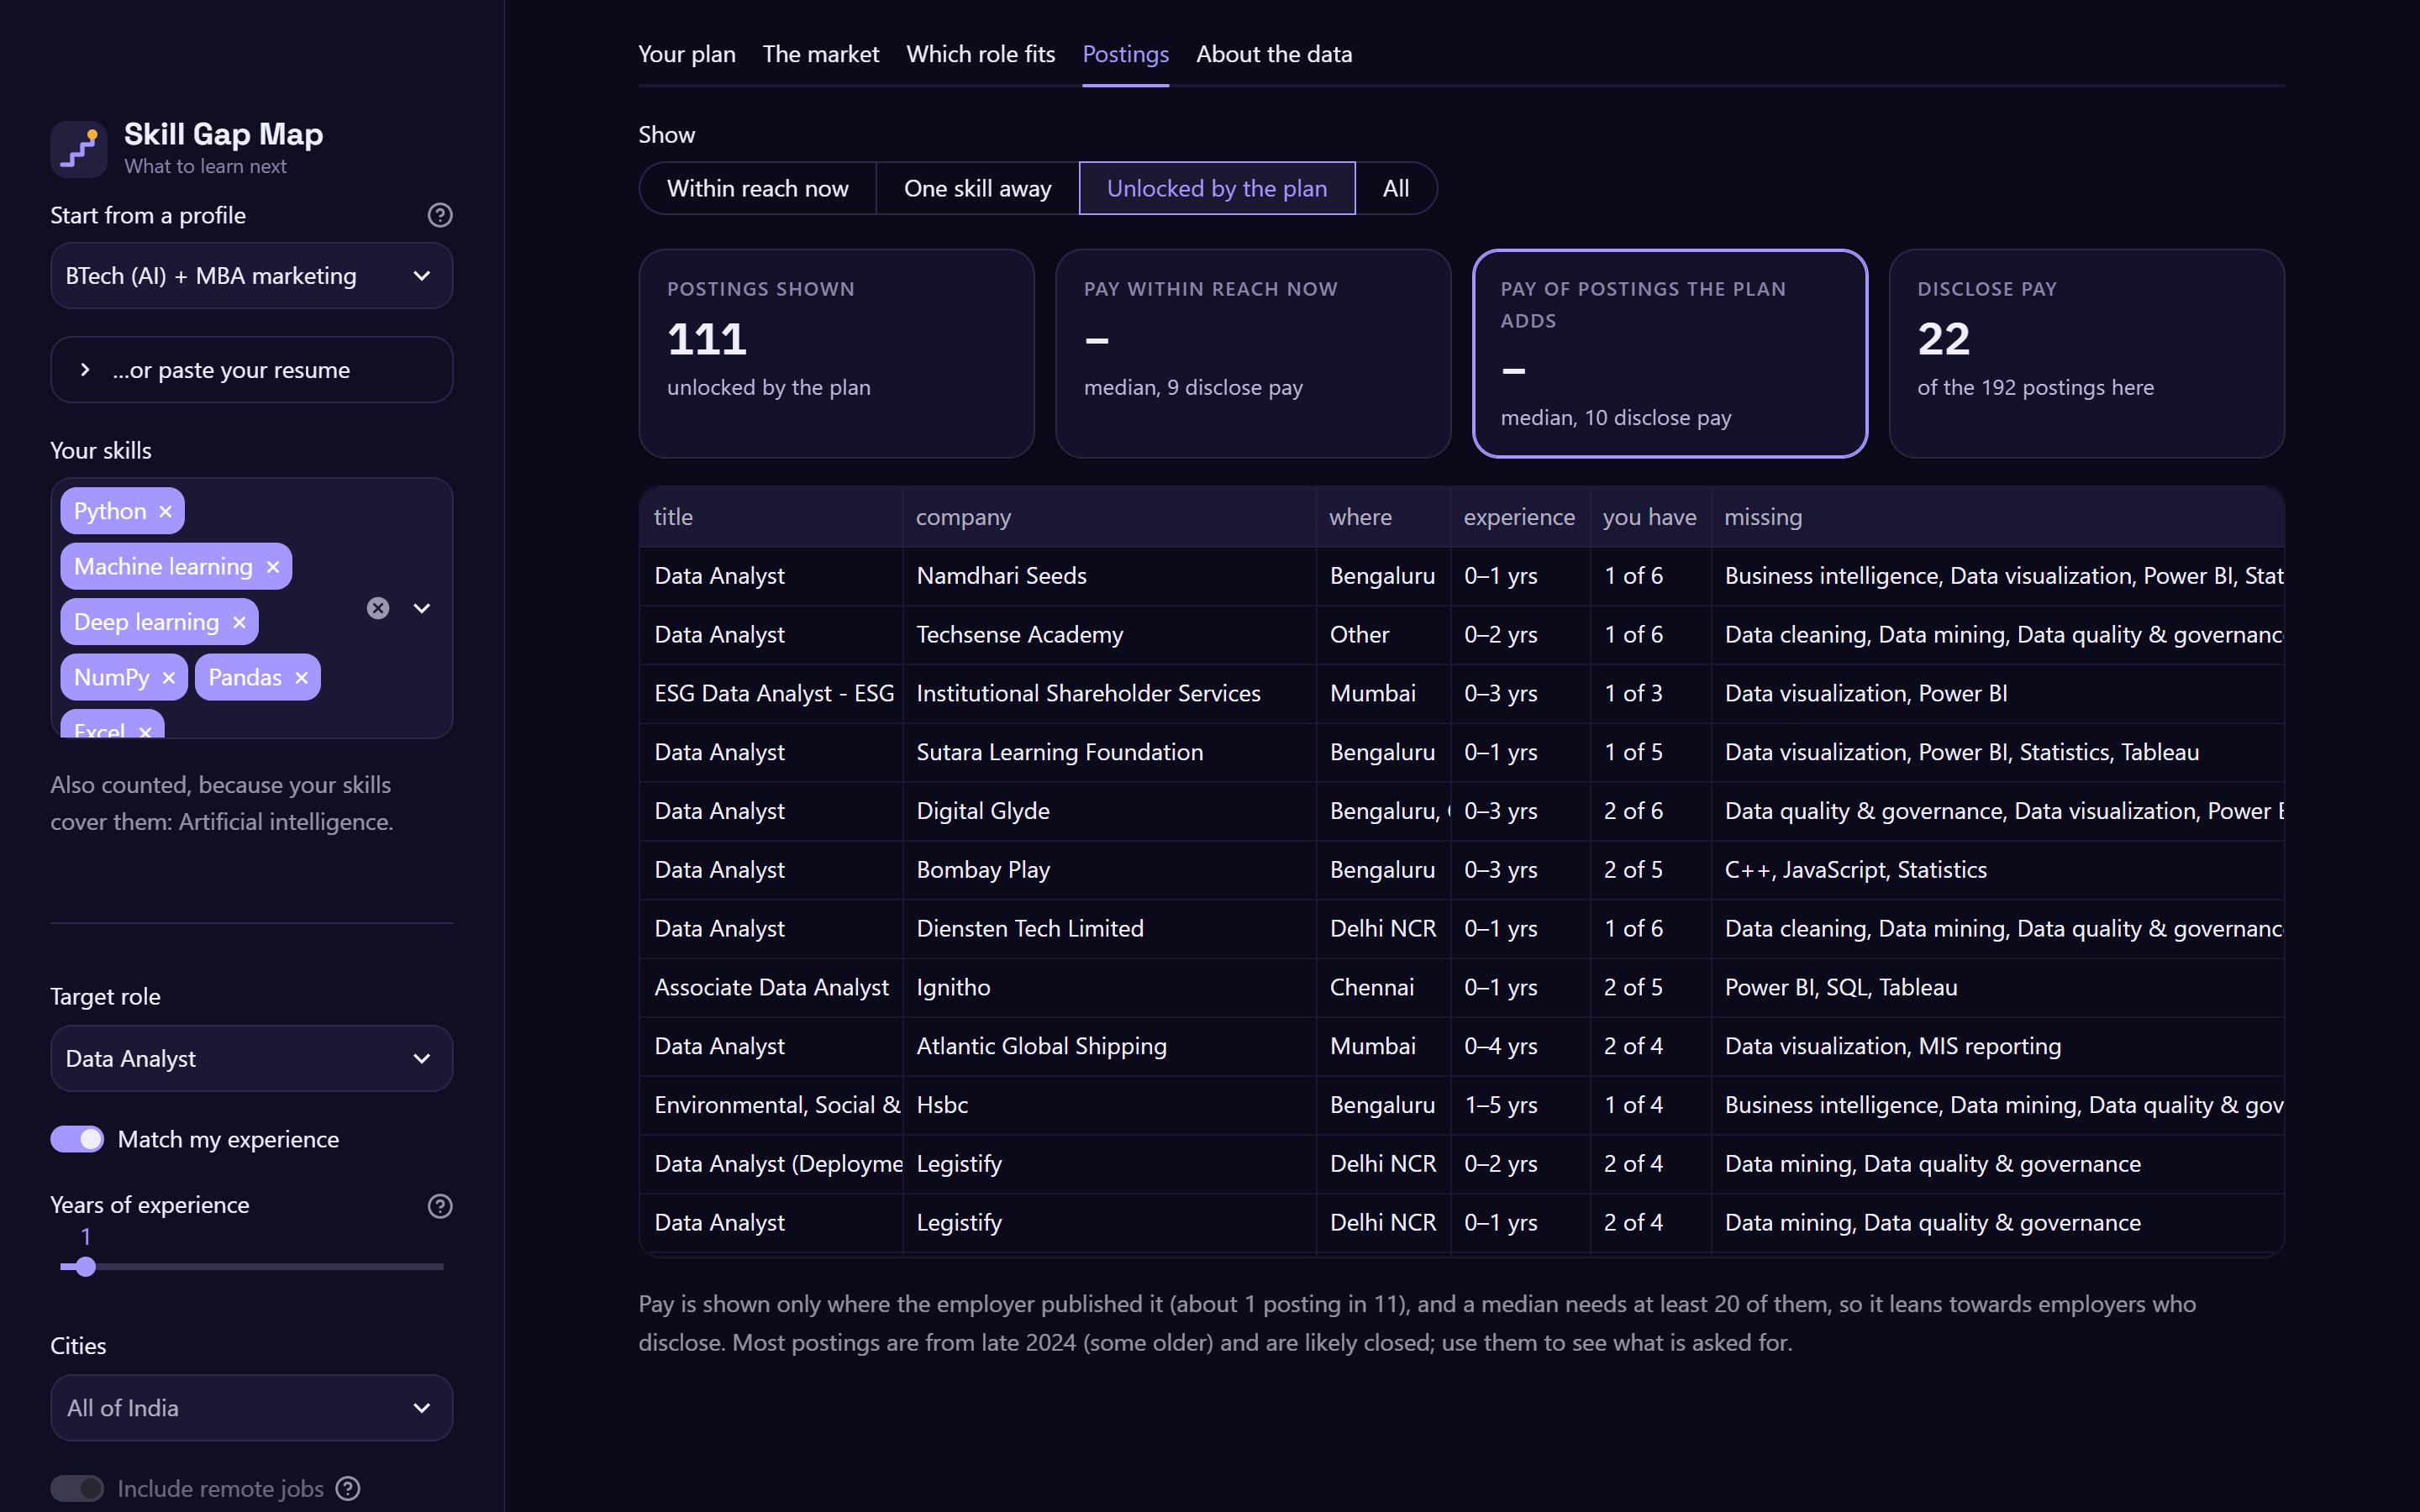 Skill Gap Map
What to learn next
Start from a profile
BTech (AI) + MBA marketing
...or paste your resume
Your skills
Python
Machine learning
Deep learning
NumPy Pandas
Excel
Also counted, because your skills
cover them: Artificial intelligence.
Target role
Data Analyst
Match my experience
Years of experience
1
Cities
All of India
Include remote jobs
Your plan The market Which role fits Postings About the data
Show
Within reach now One skill away Unlocked by the plan All
POSTINGS SHOWN
111
unlocked by the plan
PAY WITHIN REACH NOW
–
median, 9 disclose pay
PAY OF POSTINGS THE PLAN
ADDS
–
median, 10 disclose pay
DISCLOSE PAY
22
of the 192 postings here
title company where experience you have missing
Data Analyst Namdhari Seeds Bengaluru 0–1 yrs 1 of 6 Business intelligence, Data visualization, Power BI, Stat
Data Analyst Techsense Academy Other 0–2 yrs 1 of 6 Data cleaning, Data mining, Data quality & governanc
ESG Data Analyst - ESG Institutional Shareholder Services Mumbai 0–3 yrs 1 of 3 Data visualization, Power BI
Data Analyst Sutara Learning Foundation Bengaluru 0–1 yrs 1 of 5 Data visualization, Power BI, Statistics, Tableau
Data Analyst Digital Glyde Bengaluru, 0–3 yrs 2 of 6 Data quality & governance, Data visualization, Power
Data Analyst Bombay Play Bengaluru 0–3 yrs 2 of 5 C++, JavaScript, Statistics
Data Analyst Diensten Tech Limited Delhi NCR 0–1 yrs 1 of 6 Data cleaning, Data mining, Data quality & governanc
Associate Data Analyst Ignitho Chennai 0–1 yrs 2 of 5 Power BI, SQL, Tableau
Data Analyst Atlantic Global Shipping Mumbai 0–4 yrs 2 of 4 Data visualization, MIS reporting
Environmental, Social & Hsbc Bengaluru 1–5 yrs 1 of 4 Business intelligence, Data mining, Data quality & gov
Data Analyst (Deployme Legistify Delhi NCR 0–2 yrs 2 of 4 Data mining, Data quality & governance
Data Analyst Legistify Delhi NCR 0–1 yrs 2 of 4 Data mining, Data quality & governance
Pay is shown only where the employer published it (about 1 posting in 11), and a median needs at least 20 of them, so it leans towards employers who
disclose. Most postings are from late 2024 (some older) and are likely closed; use them to see what is asked for.